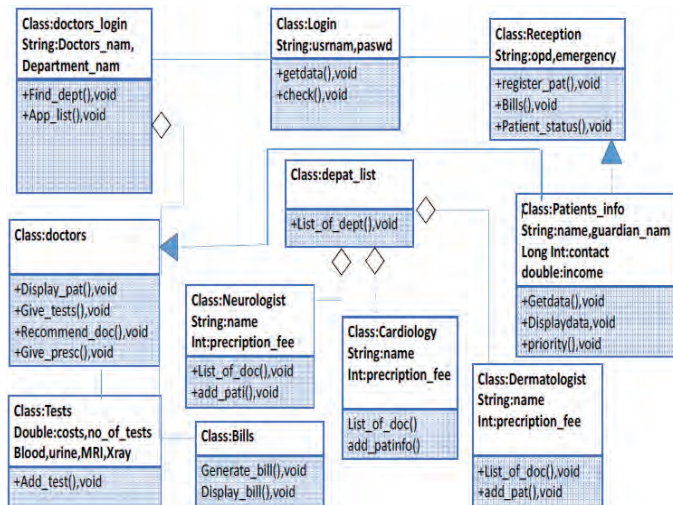 Class:doctors_login
String:Doctors_nam,
Department_nam
+Find_dept(),void
+App_list(),void
Class:Login
String:usrnam,paswd
+getdata(),void
+check(),void
Class:Reception
String:opd,emergency
+register_pat(),void
+Bills(),void
+Patient_status(),void
Class:depat_list
+List_of_dept(),void
Class:Patients_info
String:name,guardian_nam
Long Int:contact
double:income
+Getdata(),void
+Displaydata,void
+priority(),void
Class:doctors
+Display_pat(),void
+Give_tests(),void
+Recommend_doc(),void
+Give_presc(),void
Class:Neurologist
String:name
Int:precription_fee
+List_of_doc(),void
+add_pati(),void
Class:Cardiology
String:name
Int:precription_fee
List_of_doc()
add_patinfo()
Class:Dermatologist
String:name
Int:precription_fee
+List_of_doc(),void
+add_pat(),void
Class:Tests
Double:costs,no_of_tests
Blood,urine,MRI,Xray
+Add_test(),void
Class:Bills
Generate_bill(),void
Display_bill(),void